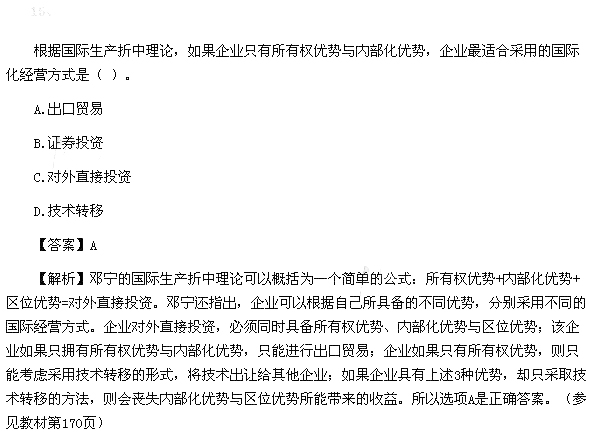 根据国际生产折中理论，如果企业只有所有权优势与内部化优势，企业最适合采用的国际
化经营方式是（ ）。
A.出口贸易
B.证券投资
C.对外直接投资
D.技术转移
【答案】A
【解析】邓宁的国际生产折中理论可以概括为一个简单的公式：所有权优势+内部化优势+
区位优势=对外直接投资。邓宁还指出，企业可以根据自己所具备的不同优势，分别采用不同的
国际经营方式。企业对外直接投资，必须同时具备所有权优势、内部化优势与区位优势；该企
业如果只拥有所有权优势与内部化优势，只能进行出口贸易；企业如果只有所有权优势，则只
能考虑采用技术转移的形式，将技术出让给其他企业；如果企业具有上述3种优势，却只采取技
术转移的方法，则会丧失内部化优势与区位优势所能带来的收益。所以选项A是正确答案。（参
见教材第170页）